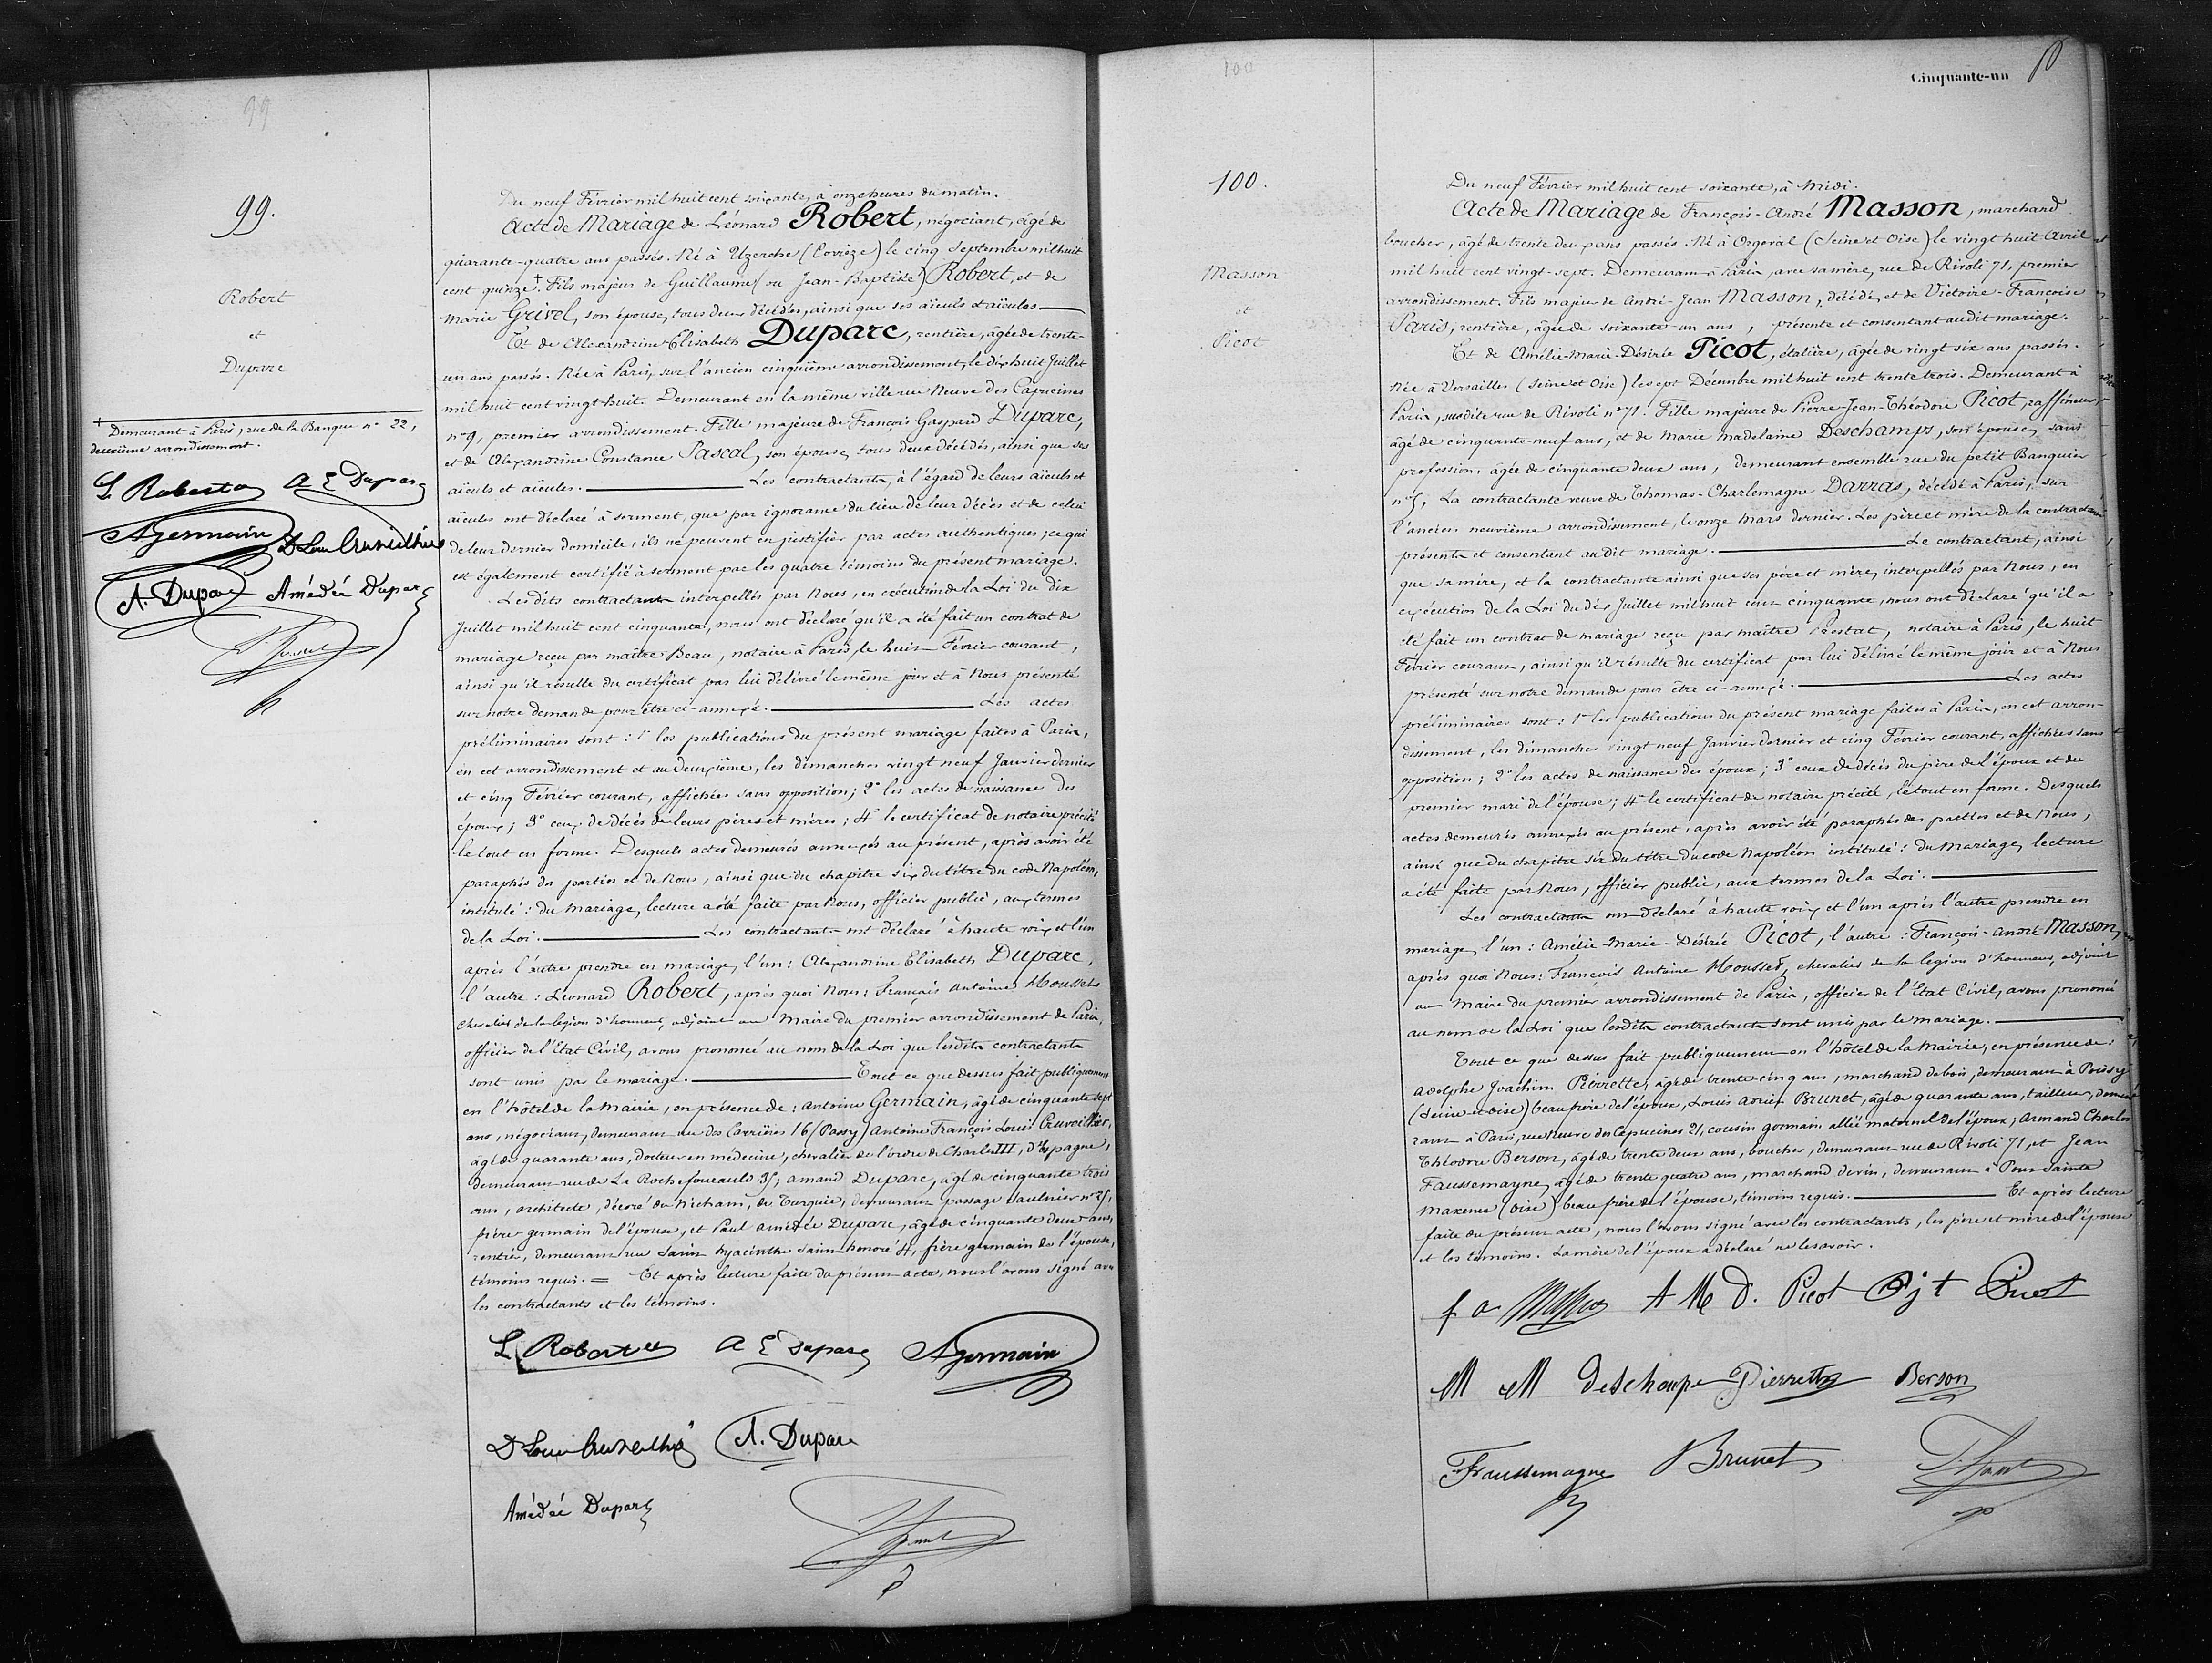 99
99.
Robert
et
Duparc
Demeurant à Paris, rue de la Banque n° 22,
deuxième arrondissement.
L. Robert A E Duparc
A Germain Dr Louis Cruveilhier
A. Duparc Amédée Duparc
Du neuf Février mil huit cent soixante, à onze heures du matin.
Acte de Mariage de Léonard Robert, négociant, âgé de
quarante-quatre ans passés. Né à Uzerche (Corrèze) le cinq Septembre mil huit
cent quinze +. Fils majeur de Guillaume (ou Jean-Baptiste) Robert, et de
Marie Grivel, son épouse, tous deux décédés, ainsi que ses aïeuls et aïeules
Et de Alexandrine Elisabeth Duparc, rentière, âgée de trente-
un ans passés. Née à Paris, sur l'ancien cinquième arrondissement, le dix huit Juillet
mil huit cent vingt-huit. Demeurant en la même ville rue Neuve des Capucines
n° 9, premier arrondissement. Fille majeure de François Gaspard Duparc,
et de Alexandrine Constance Pascal, son épouse, tous deux décédés, ainsi que ses
aïeuls et aïeules. Les contractants, à l'égard de leurs aïeuls et
aïeules ont déclaré à serment, que par ignorance du lieu de leur décès et de celui
de leur dernier domicile, ils ne peuvent en justifier par actes authentiques; ce qui
est également certifié à serment par les quatre témoins du présent mariage.
Lesdits contractants interpellés par Nous, en exécution de la Loi du dix
Juillet mil huit cent cinquante, nous ont déclaré qu'il a été fait un contrat de
mariage reçu par maître Beau, notaire à Paris, le huit Février courant,
ainsi qu'il résulte du certificat par lui délivré le même jour et à Nous présenté
sur notre demande pour être ci-annexé. Les actes
préliminaires sont: 1° les publications du présent mariage faites à Paris,
en cet arrondissement et au deuxième, les dimanches vingt neuf Janvier dernier
et cinq Février courant, affichées sans opposition; 2° les actes de naissance des
époux; 3° ceux de décès de leurs pères et mères; 4° le certificat de notaire précité
le tout en forme. Desquels actes demeurés annexés au présent, après avoir été
paraphés des parties et de Nous, ainsi que du chapitre six du titre du code Napoléon,
intitulé: du Mariage, lecture a été faite par Nous, officier public, aux termes
de la Loi. Les contractants ont déclaré à haute voix et l'un
après l'autre prendre en mariage, l'un: Alexandrine Elisabeth Duparc,
l'autre: Léonard Robert, après quoi Nous: François Antoine Houssel
chevalier de la légion d'honneur, adjoint au Maire du premier arrondissement de Paris,
officier de l'Etat Civil, avons prononcé au nom de la Loi que lesdits contractants
sont unis par le mariage. Tout ce que dessus fait publiquement
en l'hôtel de la Mairie, en présence de: Antoine Germain, âgé de cinquante sept
ans, négociant, demeurant rue des Carrières 16 (Passy) Antoine François Louis Cruveilhier,
âgé de quarante ans, docteur en médecine, chevalier de l'ordre de Charles III, d'Espagne,
demeurant rue de La Rochefoucauld 35; Amand Duparc, âgé de cinquante trois
ans, architecte, décoré du Nicham, de Turquie, demeurant passage Saulnier n° 25,
frère germain de l'épouse, et Paul Amédée Duparc, âgé de cinquante deux ans,
rentier, demeurant rue Saint hyacinthe Saint honoré 4, frère germain de l'épouse,
témoins requis. = Et après lecture faite du présent acte, nous l'avons signé avec
les contractants et les témoins.
L. Robert A E Duparc A Germain
Dr Louis Cruveilhier A. Duparc
Amédée Duparc
100
Cinquante-un
100.
Masson
et
Picot
Du neuf Février mil huit cent soixante, à Midi.
Acte de Mariage de François-André Masson, marchand
boucher, âgé de trente deux ans passés. Né à Orgeval (Seine et Oise) le vingt huit Avril
mil huit cent vingt-sept. Demeurant à Paris, avec sa mère, rue de Rivoli 71, premier
arrondissement. Fils majeur de André-Jean Masson, décédé, et de Victoire-Françoise
Paris, rentière, âgée de soixante-un ans, présente et consentant audit mariage.
Et de Amélie-Marie-Désirée Picot, étalière, âgée de vingt six ans passés.
Née à Versailles (Seine et Oise) le sept Décembre mil huit cent trente trois. Demeurant à
Paris, susdite rue de Rivoli n° 71. Fille majeure de Pierre-Jean-Théodore Picot, raffineur,
âgé de cinquante-neuf ans, et de Marie Madelaine Deschamps, son épouse, sans
profession, âgée de cinquante deux ans, demeurant ensemble rue du petit Banquier
n° 5, La contractante veuve de Thomas-Charlemagne Darras, décédé à Paris, sur
l'ancien neuvième arrondissement, le onze Mars dernier. Les père et mère de la contractante
présents et consentant au dit mariage. Le contractant, ainsi
que sa mère, et la contractante ainsi que ses père et mère, interpellés par Nous, en
exécution de la Loi du dix Juillet mil huit cent cinquante, nous ont déclaré qu'il a
été fait un contrat de mariage reçu par maître Prestat, notaire à Paris, le huit
Février courant, ainsi qu'il résulte du certificat par lui délivré le même jour et à Nous
présenté sur notre demande pour être ci-annexé. Les actes
préliminaires sont: 1° les publications du présent mariage faites à Paris, en cet arron-
dissement, les dimanches vingt neuf Janvier dernier et cinq Février courant, affichées sans
opposition; 2° les actes de naissance des époux; 3° ceux de décès du père de l'époux et du
premier mari de l'épouse; 4° le certificat de notaire précité, le tout en forme. Desquels
actes demeurés annexés au présent, après avoir été paraphés des parties et de Nous,
ainsi que du chapitre six du titre du code Napoléon intitulé: du Mariage, lecture
a été faite par Nous, officier public, aux termes de la Loi.
Les contractants ont déclaré à haute voix et l'un après l'autre prendre en
mariage, l'un: Amélie-Marie-Désirée Picot, l'autre: François-André Masson,
après quoi Nous: François Antoine Houssel, chevalier de la légion d'honneur, adjoint
au Maire du premier arrondissement de Paris, officier de l'Etat Civil, avons prononcé
au nom de la Loi que lesdits contractants sont unis par le mariage.
Tout ce que dessus fait publiquement en l'hôtel de la Mairie, en présence de:
Adolphe Joachim Pierrette, âgé de trente cinq ans, marchand de bois, demeurant à Poissy
(Seine et Oise) beau frère de l'époux, Louis Brunet, âgé de quarante ans, tailleur, demeu
rant à Paris, rue Neuve des Capucines 21, cousin germain allié maternel de l'époux; Armand Charles
Théodore Berson, âgé de trente deux ans, boucher, demeurant rue de Rivoli 71, et Jean
Faussemagne, âgé de trente quatre ans, marchand de vin, demeurant à Pont Sainte
Maxence (Oise) beau frère de l'épouse, témoins requis. Et après lecture
faite du présent acte, nous l'avons signé avec les contractants, les père et mère de l'épouse
et les témoins. La mère de l'époux a déclaré ne le savoir.
f a Masson A M D. Picot P j t Picot
M M deschamps Pierrette Berson
Faussemagne Brunet